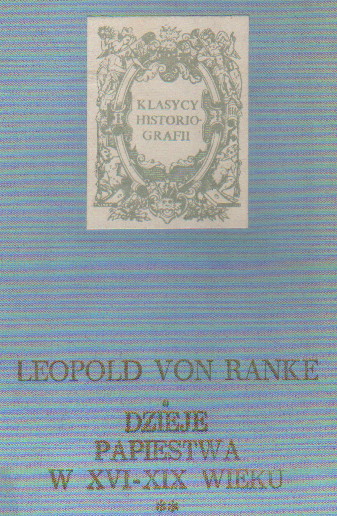 KLASYCY
HISTORIO-
GRAFII
LEOPOLD VON RANKE
DZIEJE
PAPIESTWA
W XVI-XIX WIEKU
**